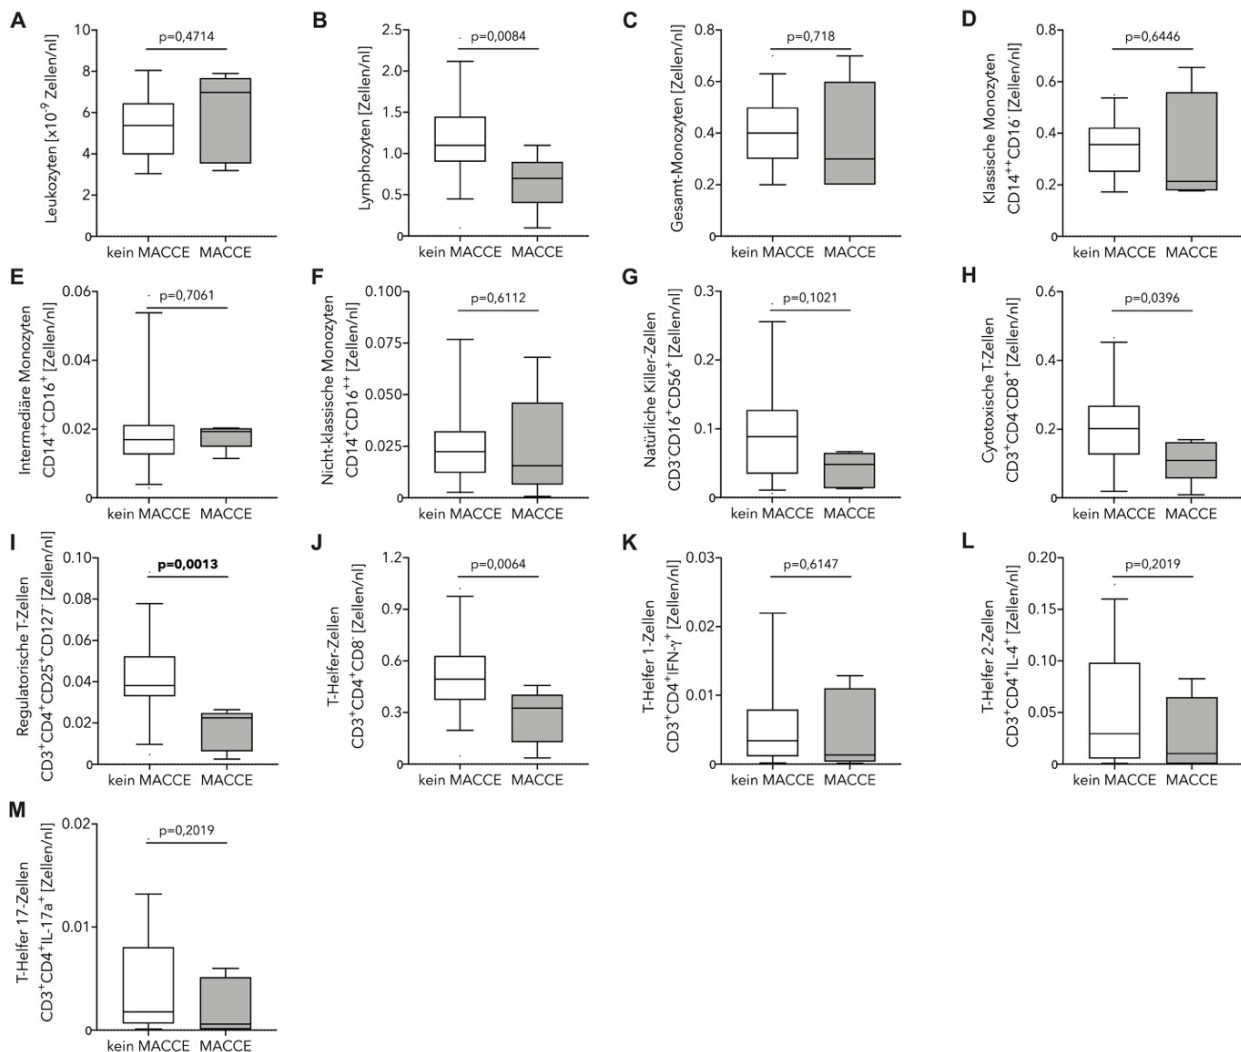 A
Leukozyten [x10⁻⁹ Zellen/nl]
10
8
6
4
2
0
p=0,4714
kein MACCE MACCE
B
Lymphozyten [Zellen/nl]
2.5
2.0
1.5
1.0
0.5
0.0
p=0,0084
kein MACCE MACCE
C
Gesamt-Monozyten [Zellen/nl]
0.8
0.6
0.4
0.2
0
p=0,718
kein MACCE MACCE
D
Klassische Monozyten
CD14⁺⁺CD16⁻ [Zellen/nl]
0.8
0.6
0.4
0.2
0
p=0,6446
kein MACCE MACCE
E
Intermediäre Monozyten
CD14⁺⁺CD16⁺ [Zellen/nl]
0.06
0.04
0.02
0
p=0,7061
kein MACCE MACCE
F
Nicht-klassische Monozyten
CD14⁺CD16⁺⁺ [Zellen/nl]
0.100
0.075
0.050
0.025
0
p=0,6112
kein MACCE MACCE
G
Natürliche Killer-Zellen
CD3⁻CD16⁺CD56⁺ [Zellen/nl]
0.3
0.2
0.1
0
p=0,1021
kein MACCE MACCE
H
Cytotoxische T-Zellen
CD3⁺CD4⁻CD8⁺ [Zellen/nl]
0.6
0.4
0.2
0
p=0,0396
kein MACCE MACCE
I
Regulatorische T-Zellen
CD3⁺CD4⁺CD25⁺CD127⁻ [Zellen/nl]
0.10
0.08
0.06
0.04
0.02
0
p=0,0013
kein MACCE MACCE
J
T-Helfer-Zellen
CD3⁺CD4⁺CD8⁻ [Zellen/nl]
1.2
0.9
0.6
0.3
0
p=0,0064
kein MACCE MACCE
K
T-Helfer 1-Zellen
CD3⁺CD4⁺IFN-γ⁺ [Zellen/nl]
0.03
0.02
0.01
0
p=0,6147
kein MACCE MACCE
L
T-Helfer 2-Zellen
CD3⁺CD4⁺IL-4⁺ [Zellen/nl]
0.20
0.15
0.10
0.05
0
p=0,2019
kein MACCE MACCE
M
T-Helfer 17-Zellen
CD3⁺CD4⁺IL-17a⁺ [Zellen/nl]
0.02
0.01
0
p=0,2019
kein MACCE MACCE